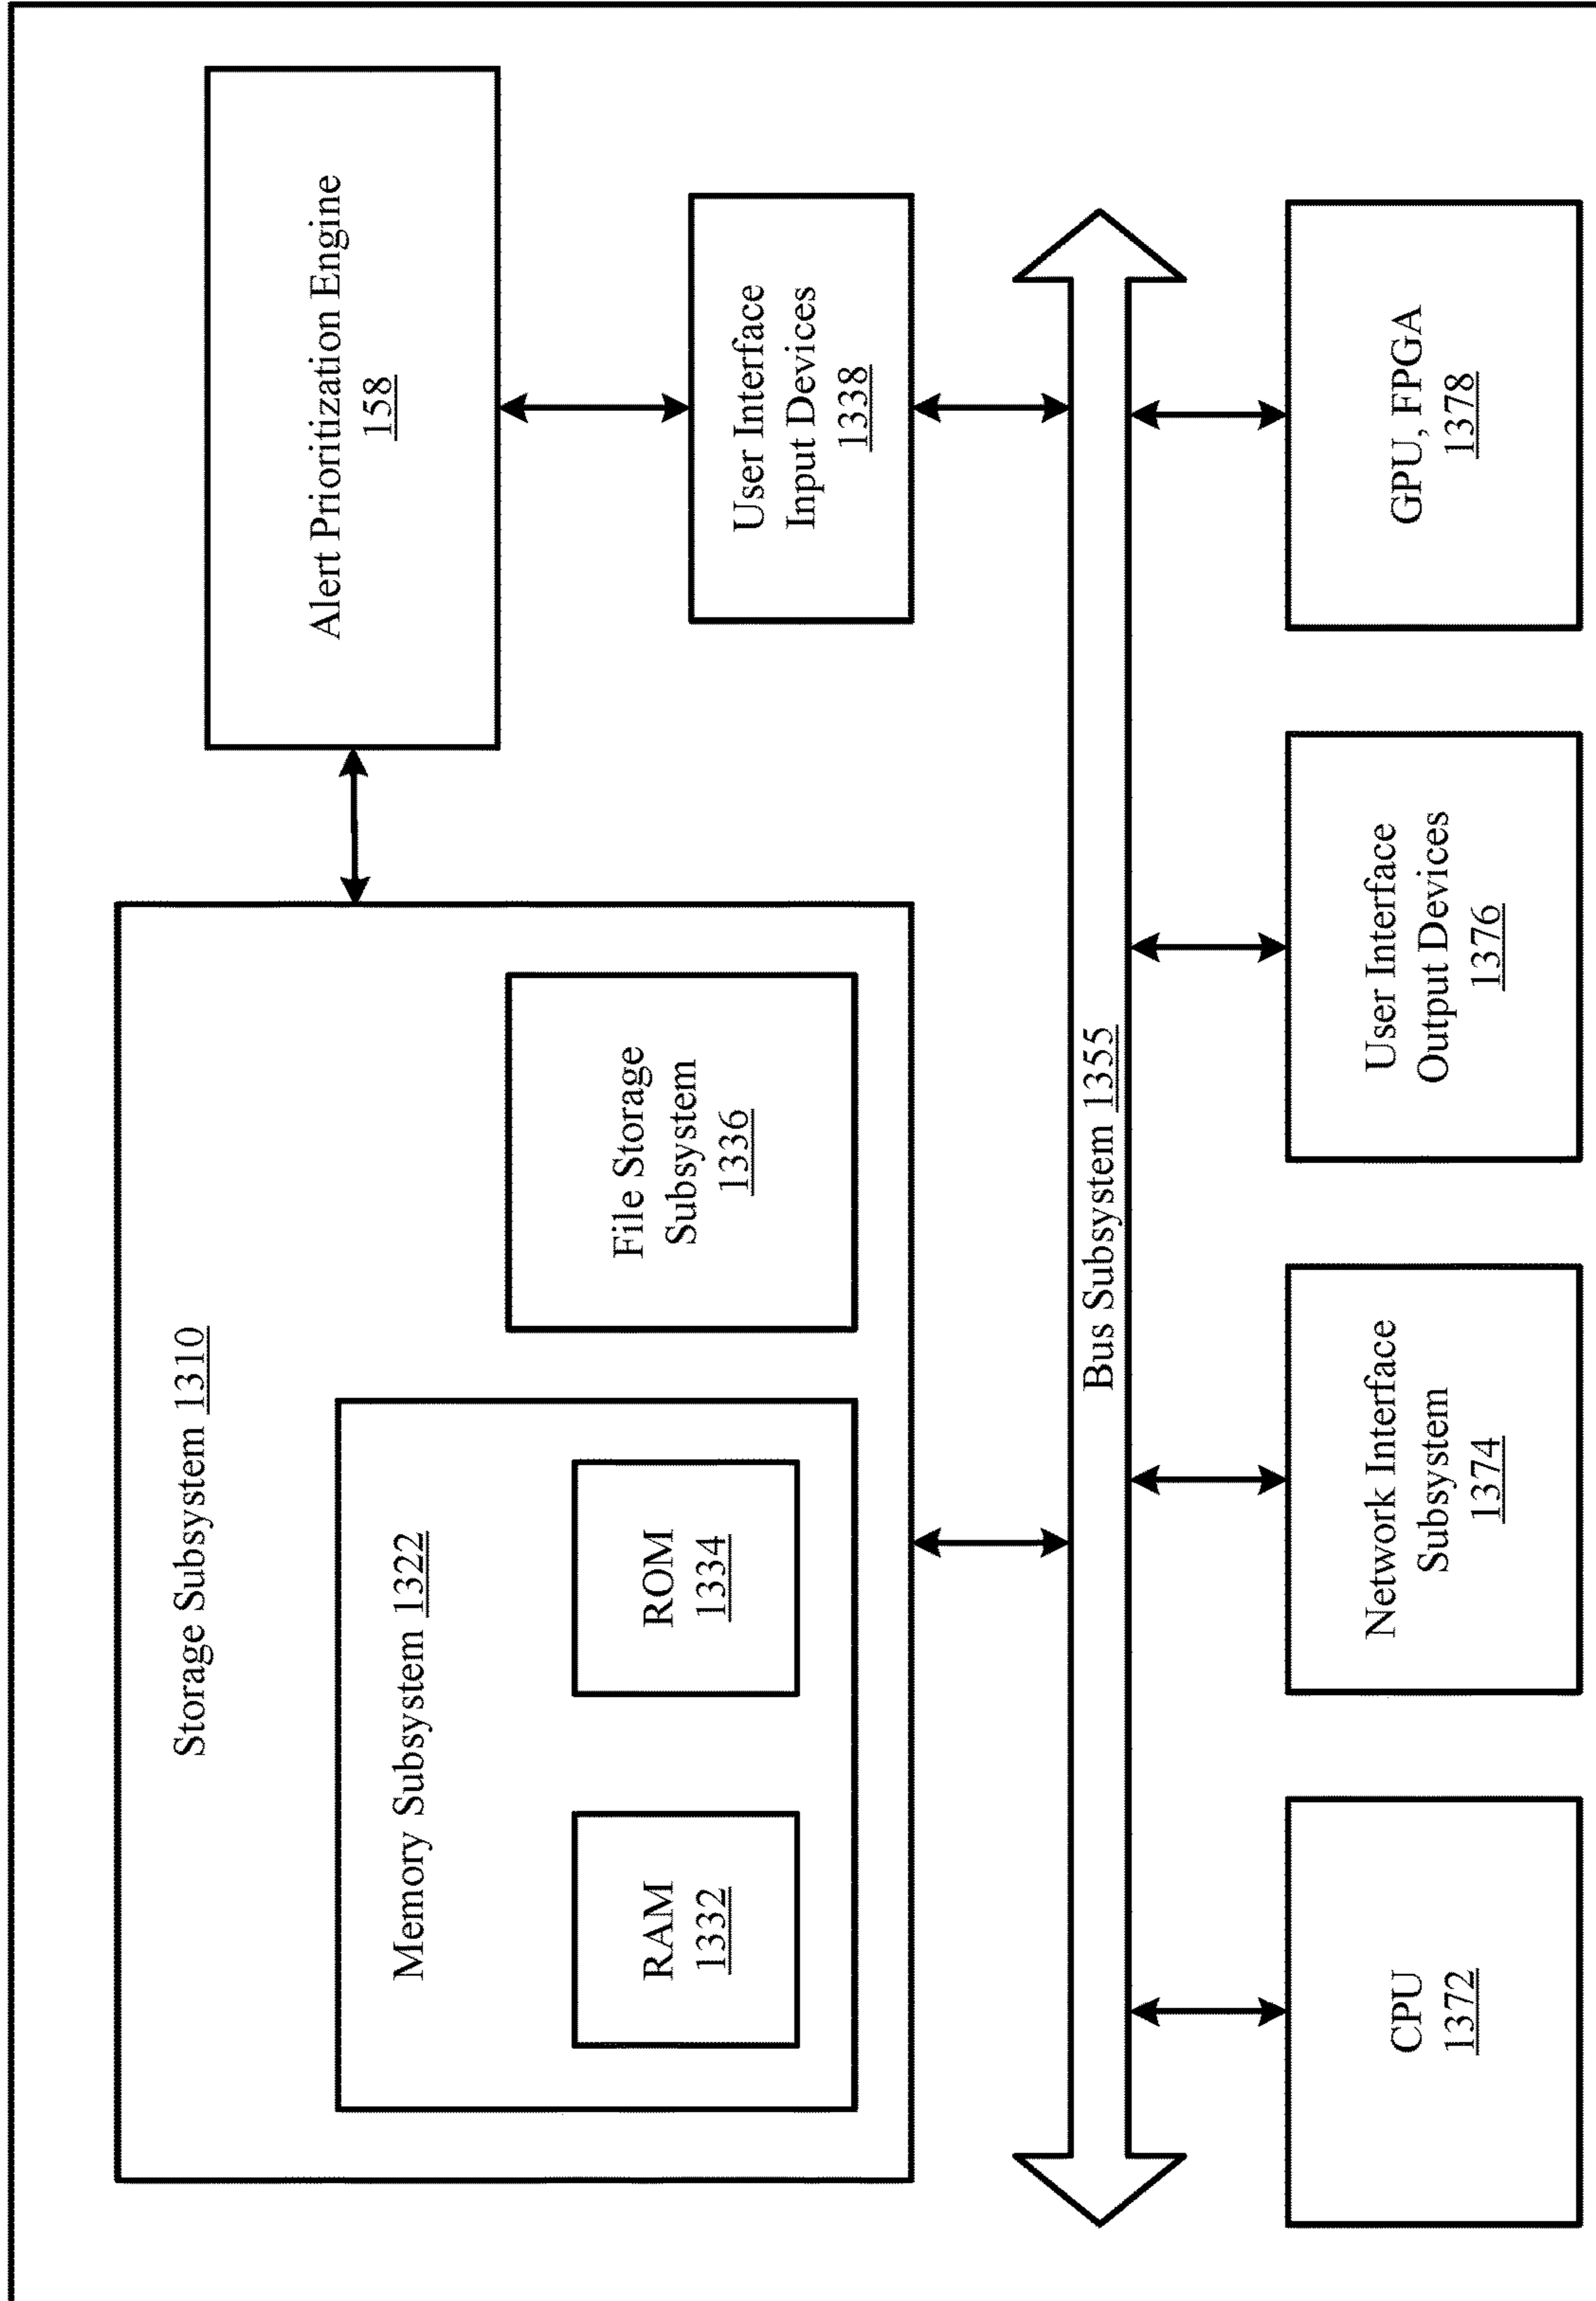 Storage Subsystem 1310
Memory Subsystem 1322
RAM
1332
ROM
1334
File Storage
Subsystem
1336
Alert Prioritization Engine
158
User Interface
Input Devices
1338
Bus Subsystem 1355
CPU
1372
Network Interface
Subsystem
1374
User Interface
Output Devices
1376
GPU, FPGA
1378